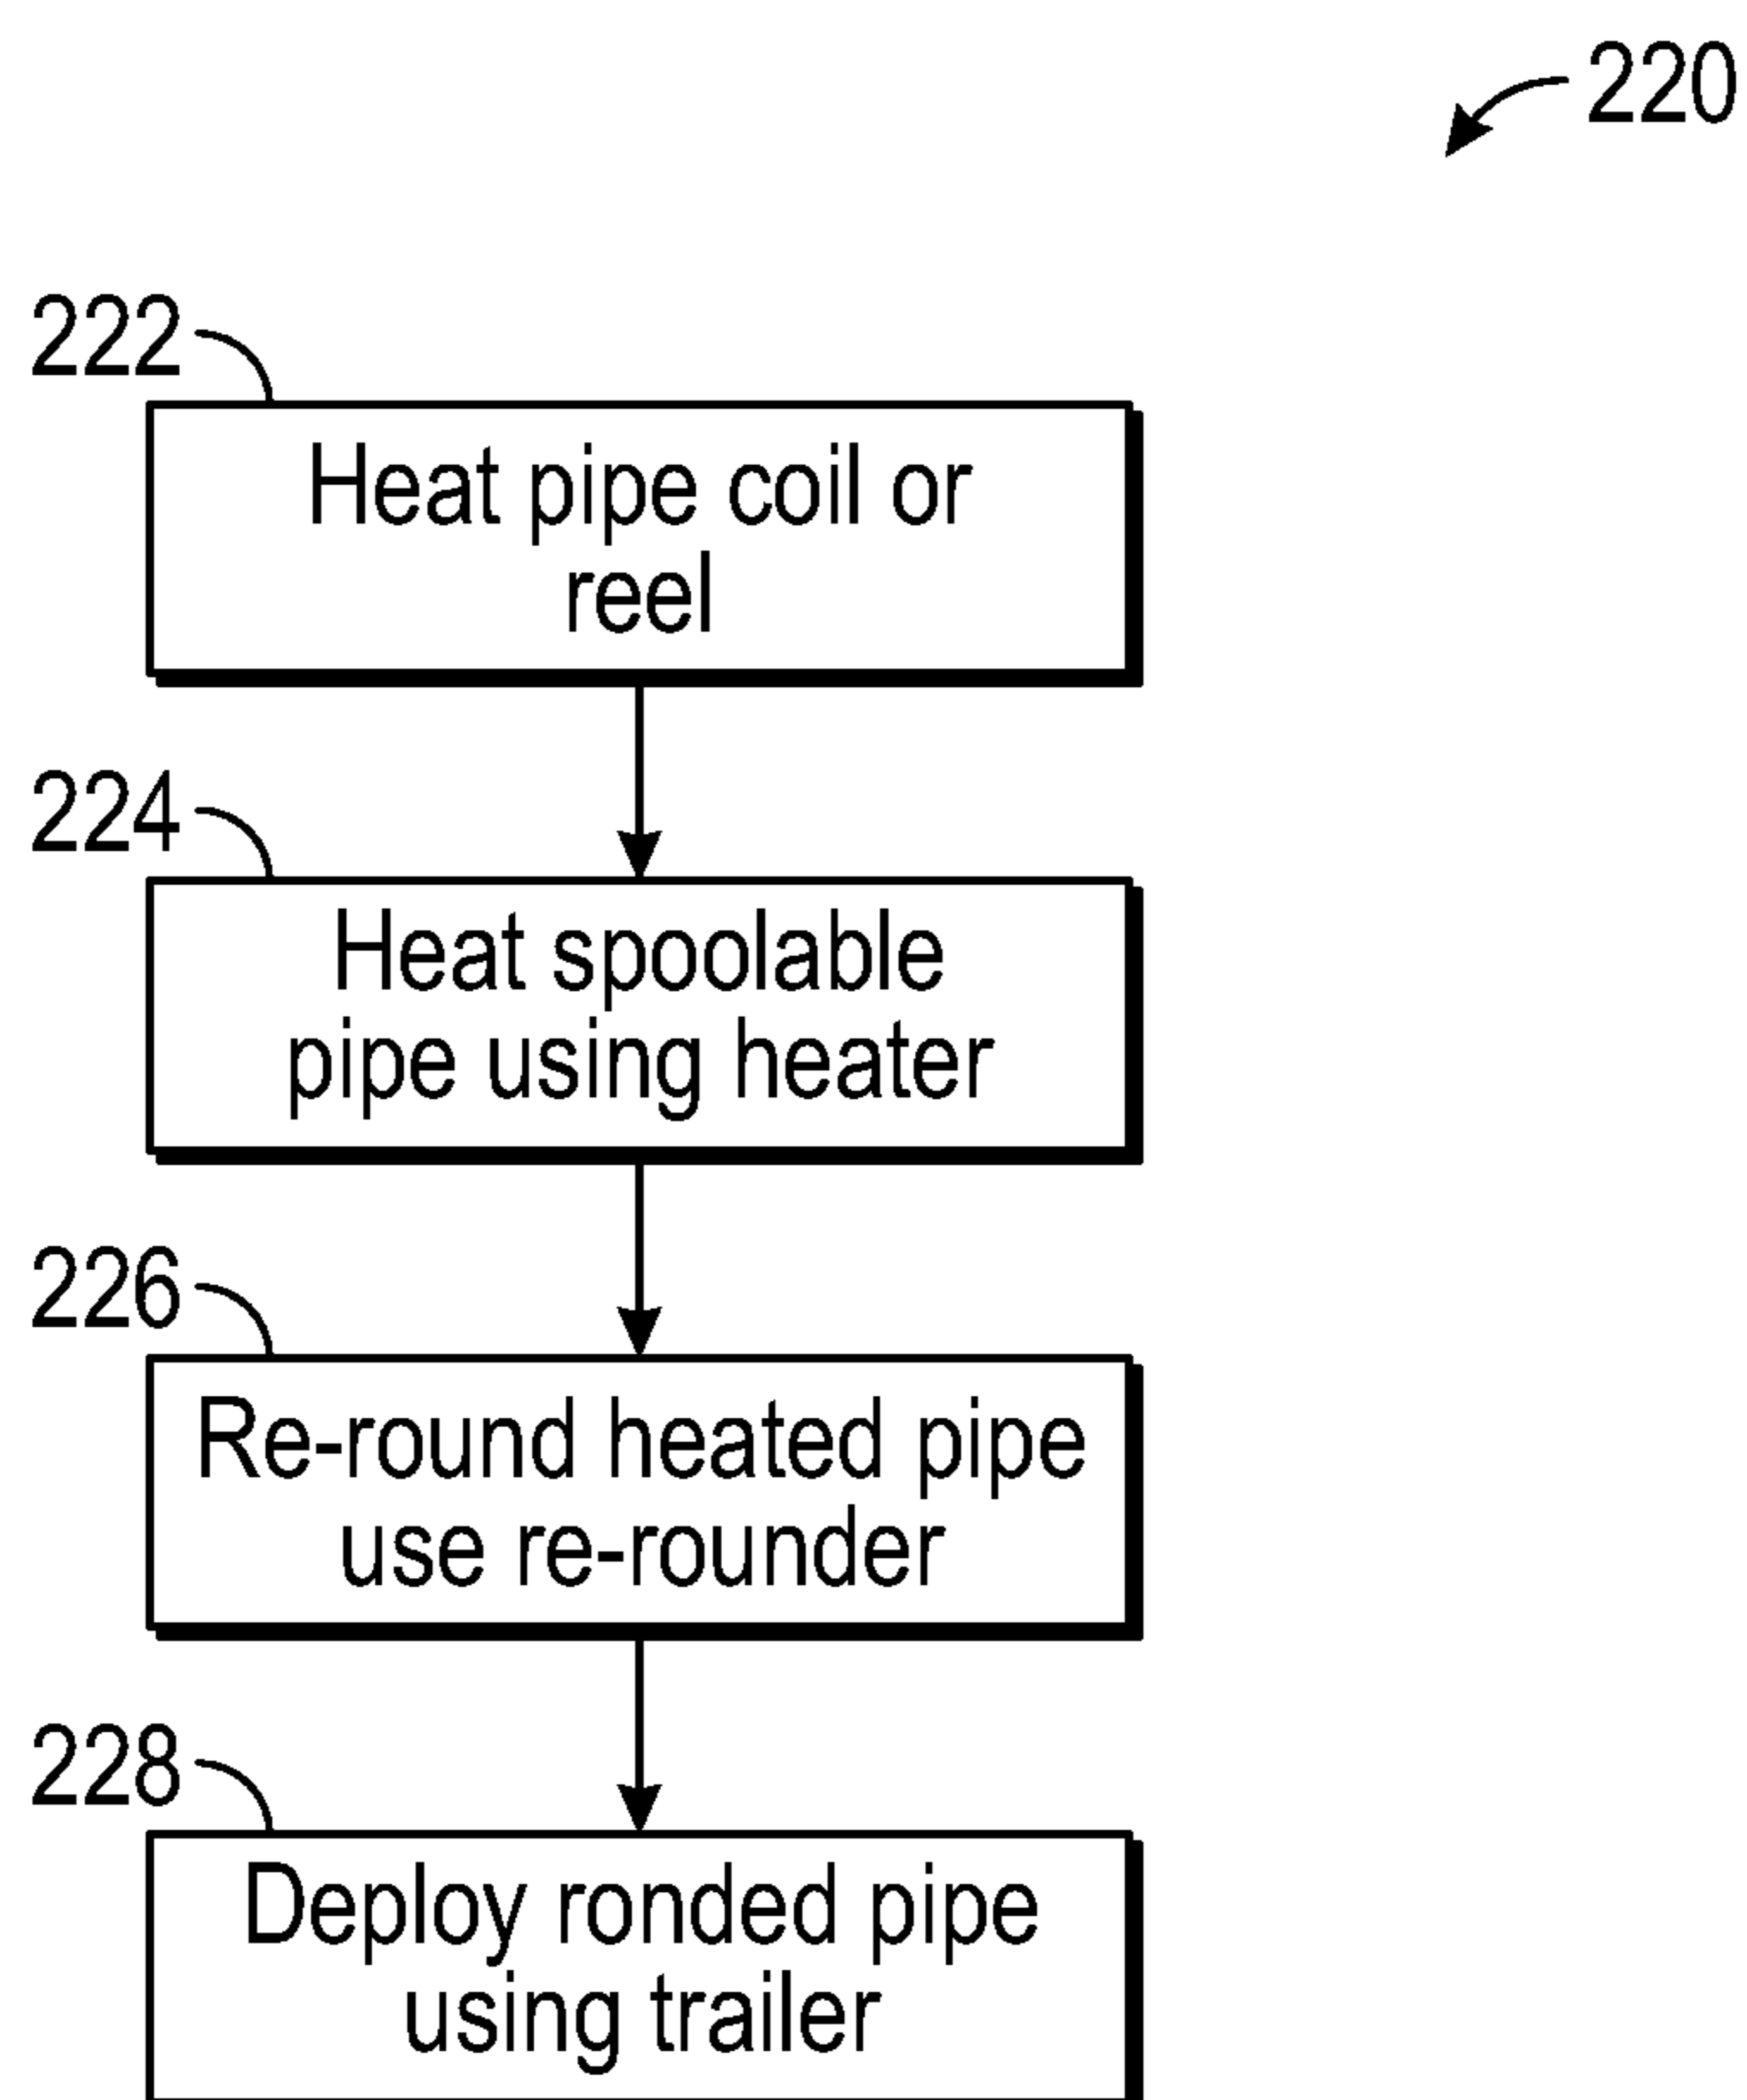 220
222
Heat pipe coil or
reel
224
Heat spoolable
pipe using heater
226
Re-round heated pipe
use re-rounder
228
Deploy ronded pipe
using trailer